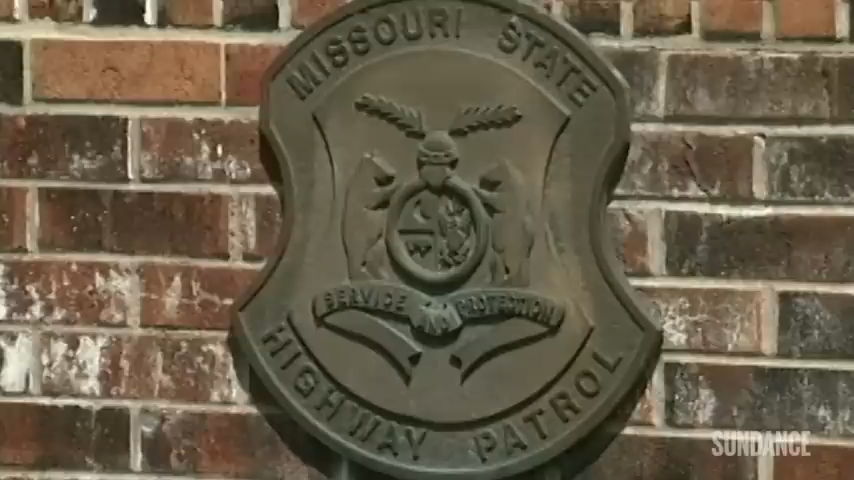 MISSOURI STATE
SERVICE AND PROTECTION
HIGHWAY PATROL
SUNDANCE